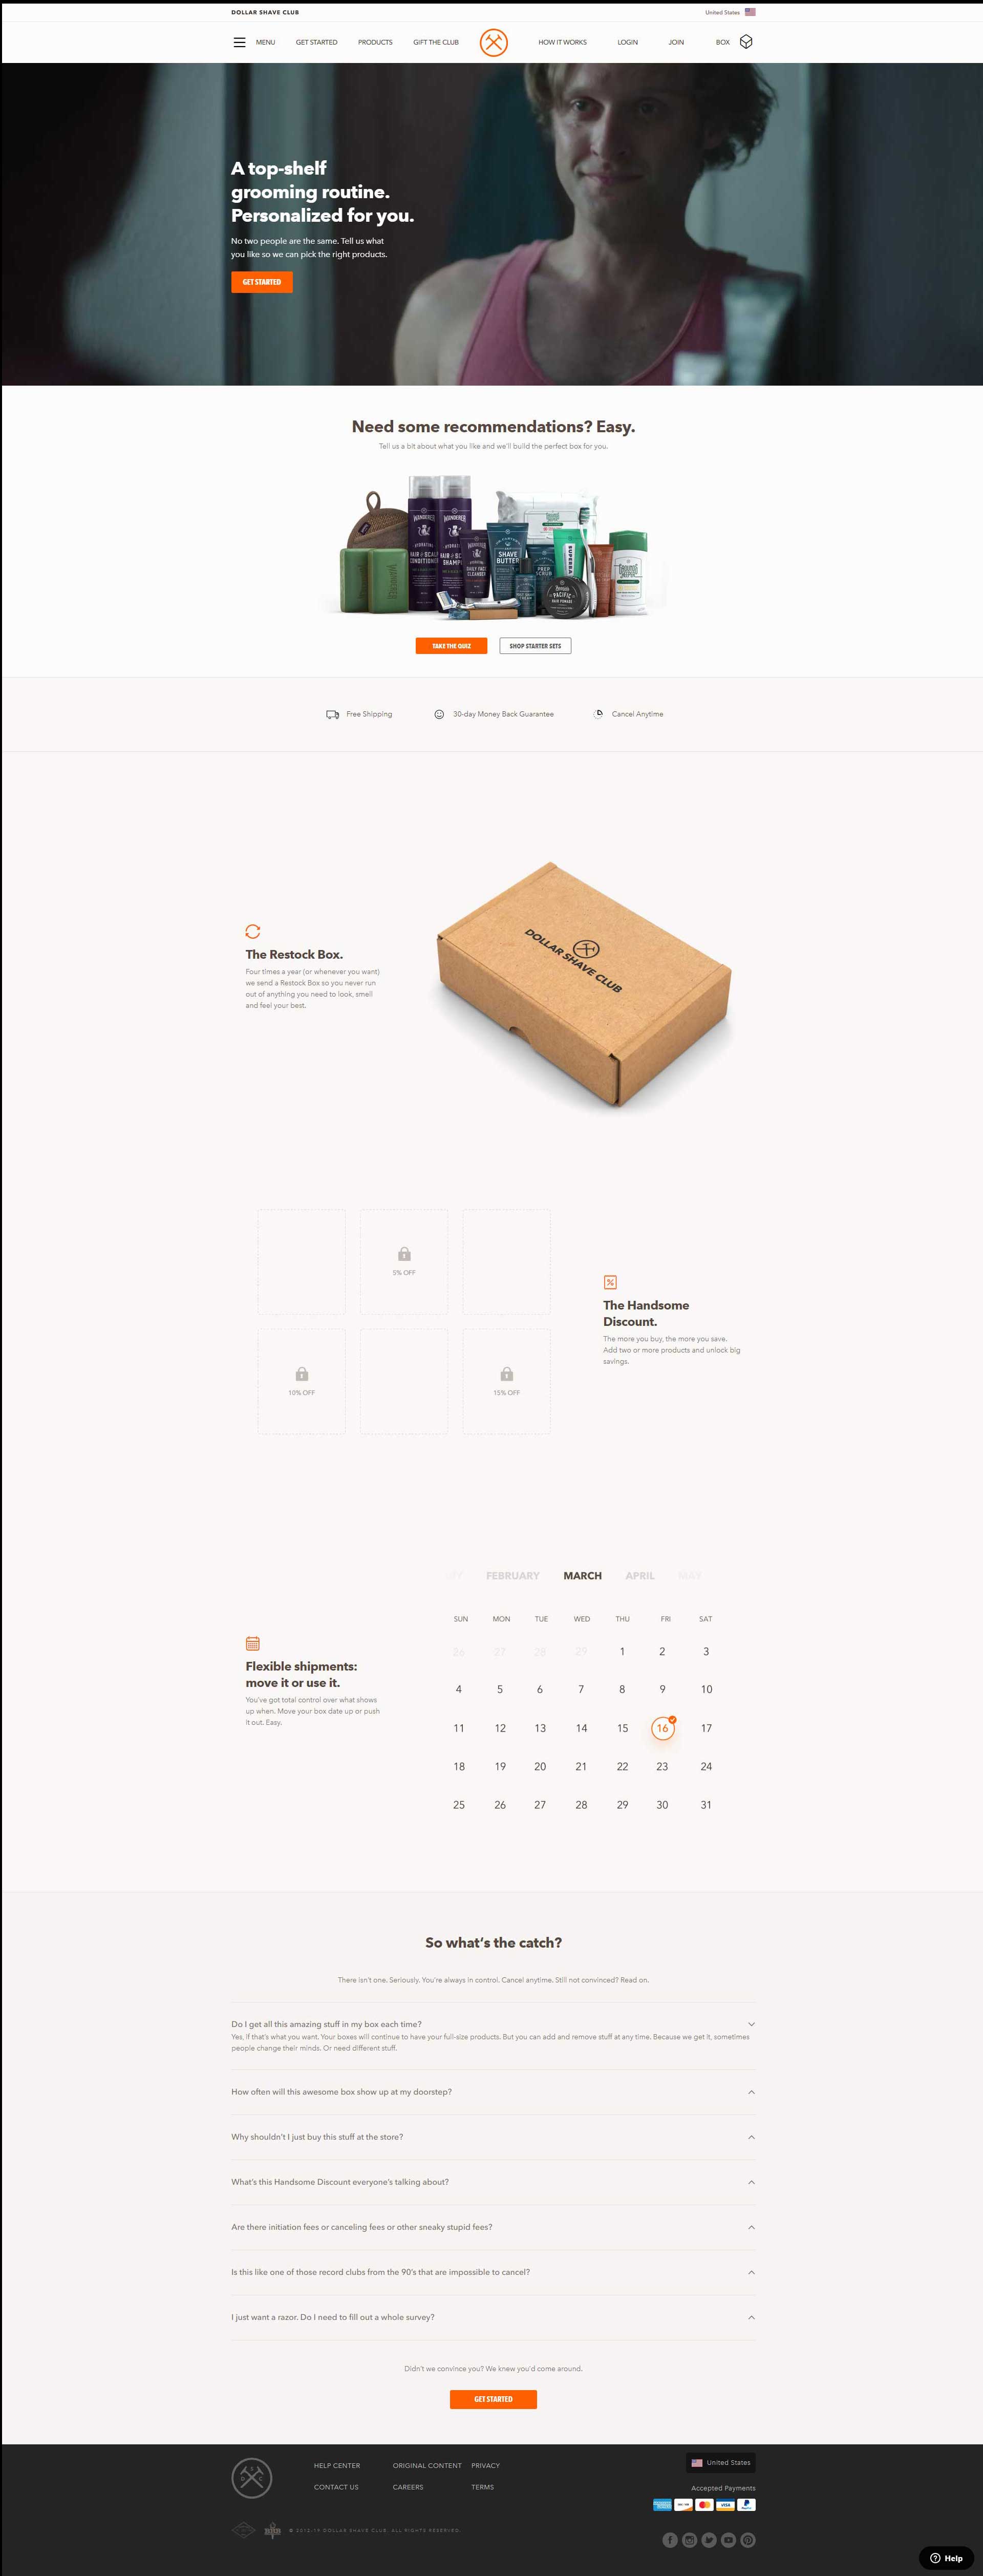 DOLLAR SHAVE CLUB
United States
MENU
GET STARTED
PRODUCTS
GIFT THE CLUB
HOW IT WORKS
LOGIN
JOIN
BOX
A top-shelf
grooming routine.
Personalized for you.
No two people are the same. Tell us what
you like so we can pick the right products.
GET STARTED
Need some recommendations? Easy.
Tell us a bit about what you like and we'll build the perfect box for you.
WANDERER
WANDERER
SHAVE
BUTTER
PREP
SCRUB
SUPERBA!
PACIFIC
HAIR POMADE
TAKE THE QUIZ
SHOP STARTER SETS
Free Shipping
30-day Money Back Guarantee
Cancel Anytime
DOLLAR SHAVE CLUB
The Restock Box.
Four times a year (or whenever you want)
we send a Restock Box so you never run
out of anything you need to look, smell
and feel your best.
5% OFF
10% OFF
15% OFF
The Handsome
Discount.
The more you buy, the more you save.
Add two or more products and unlock big
savings.
FEBRUARY MARCH APRIL MAY
SUN MON TUE WED THU FRI SAT
26 27 28 29 1 2 3
4 5 6 7 8 9 10
11 12 13 14 15 16 17
18 19 20 21 22 23 24
25 26 27 28 29 30 31
Flexible shipments:
move it or use it.
You've got total control over what shows
up when. Move your box date up or push
it out. Easy.
So what's the catch?
There isn't one. Seriously. You're always in control. Cancel anytime. Still not convinced? Read on.
Do I get all this amazing stuff in my box each time?
Yes, if that's what you want. Your boxes will continue to have your full-size products. But you can add and remove stuff at any time. Because we get it, sometimes
people change their minds. Or need different stuff.
How often will this awesome box show up at my doorstep?
Why shouldn't I just buy this stuff at the store?
What's this Handsome Discount everyone's talking about?
Are there initiation fees or canceling fees or other sneaky stupid fees?
Is this like one of those record clubs from the 90's that are impossible to cancel?
I just want a razor. Do I need to fill out a whole survey?
Didn't we convince you? We knew you'd come around.
GET STARTED
HELP CENTER
ORIGINAL CONTENT
PRIVACY
CONTACT US
CAREERS
TERMS
United States
Accepted Payments
VISA
© 2012-19 DOLLAR SHAVE CLUB, ALL RIGHTS RESERVED.
Help